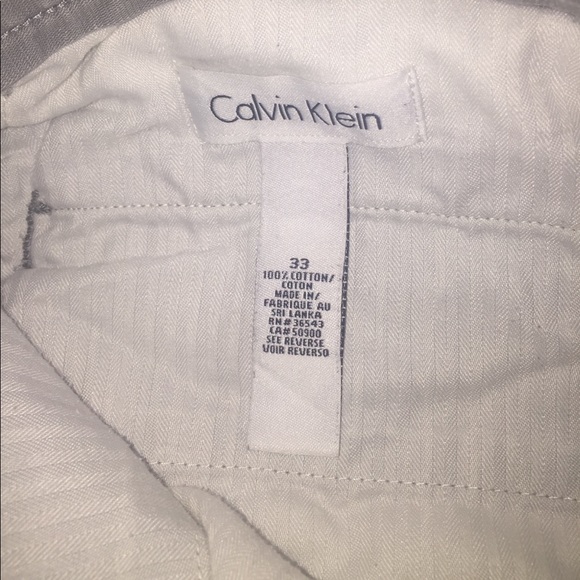 Calvin Klein
33
100% COTTON/
COTON
MADE IN/
FABRIQUE AU
SRI LANKA
RN#36543
CA#50900
SEE REVERSE
VOIR REVERSO